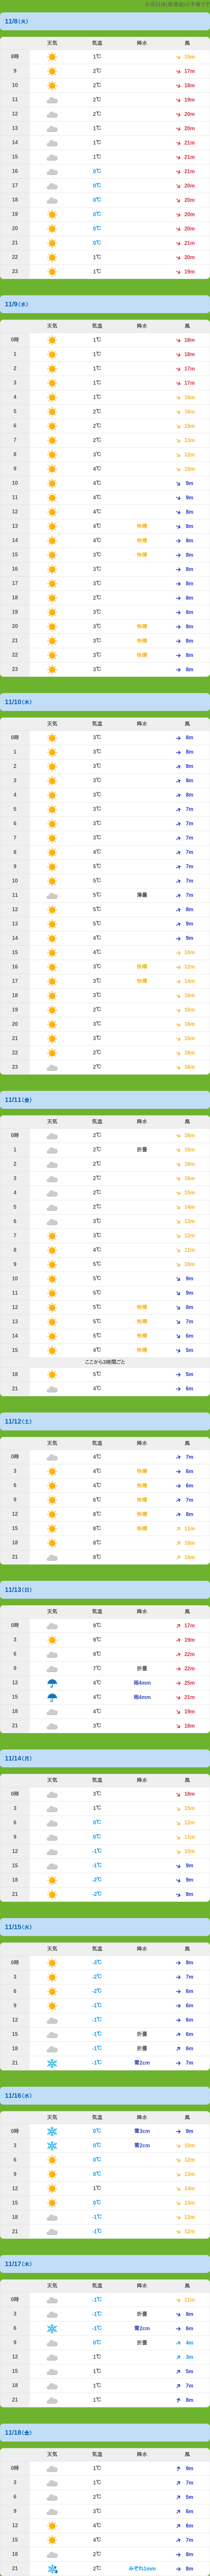 11/8(火)
天気 気温 降水 風
8時 1℃ 15m
9 2℃ 17m
10 2℃ 18m
11 2℃ 19m
12 2℃ 20m
13 1℃ 20m
14 1℃ 21m
15 1℃ 21m
16 0℃ 21m
17 0℃ 20m
18 0℃ 20m
19 0℃ 20m
20 0℃ 20m
21 0℃ 21m
22 1℃ 20m
23 1℃ 19m
11/9(水)
天気 気温 降水 風
0時 1℃ 18m
1 1℃ 18m
2 1℃ 17m
3 1℃ 17m
4 1℃ 16m
5 2℃ 16m
6 2℃ 15m
7 2℃ 13m
8 3℃ 12m
9 4℃ 10m
10 4℃ 9m
11 4℃ 9m
12 4℃ 8m
13 4℃ 快晴 8m
14 4℃ 快晴 8m
15 3℃ 快晴 8m
16 3℃ 8m
17 3℃ 8m
18 2℃ 8m
19 3℃ 8m
20 3℃ 快晴 8m
21 3℃ 快晴 8m
22 3℃ 快晴 8m
23 3℃ 8m
11/10(木)
天気 気温 降水 風
0時 3℃ 8m
1 3℃ 8m
2 3℃ 8m
3 3℃ 8m
4 3℃ 8m
5 3℃ 7m
6 3℃ 7m
7 3℃ 7m
8 4℃ 7m
9 5℃ 7m
10 5℃ 7m
11 5℃ 薄曇 7m
12 5℃ 8m
13 5℃ 9m
14 4℃ 9m
15 4℃ 10m
16 3℃ 快晴 12m
17 3℃ 快晴 14m
18 3℃ 16m
19 2℃ 16m
20 3℃ 16m
21 3℃ 15m
22 2℃ 16m
23 2℃ 16m
11/11(金)
天気 気温 降水 風
0時 2℃ 16m
1 2℃ 折曇 16m
2 2℃ 16m
3 2℃ 16m
4 2℃ 15m
5 2℃ 14m
6 3℃ 13m
7 3℃ 12m
8 4℃ 11m
9 5℃ 10m
10 5℃ 9m
11 5℃ 9m
12 5℃ 快晴 8m
13 5℃ 快晴 7m
14 5℃ 快晴 6m
15 4℃ 快晴 5m
ここから3時間ごと
18 5℃ 5m
21 4℃ 6m
11/12(土)
天気 気温 降水 風
0時 4℃ 7m
3 4℃ 快晴 6m
6 4℃ 快晴 6m
9 6℃ 快晴 7m
12 8℃ 快晴 8m
15 8℃ 快晴 11m
18 8℃ 16m
21 8℃ 16m
11/13(日)
天気 気温 降水 風
0時 9℃ 17m
3 9℃ 19m
6 9℃ 22m
9 7℃ 折曇 22m
12 4℃ 雨4mm 25m
15 4℃ 雨4mm 21m
18 4℃ 19m
21 3℃ 18m
11/14(月)
天気 気温 降水 風
0時 3℃ 18m
3 1℃ 15m
6 0℃ 12m
9 0℃ 11m
12 -1℃ 10m
15 -1℃ 9m
18 -2℃ 9m
21 -2℃ 8m
11/15(火)
天気 気温 降水 風
0時 -3℃ 8m
3 -2℃ 7m
6 -2℃ 6m
9 -1℃ 6m
12 -1℃ 6m
15 -1℃ 折曇 6m
18 -1℃ 折曇 6m
21 -1℃ 雪2cm 7m
11/16(水)
天気 気温 降水 風
0時 0℃ 雪3cm 9m
3 0℃ 雪2cm 10m
6 0℃ 12m
9 0℃ 13m
12 1℃ 14m
15 0℃ 13m
18 -1℃ 13m
21 -1℃ 12m
11/17(木)
天気 気温 降水 風
0時 -1℃ 11m
3 -1℃ 折曇 8m
6 -1℃ 雪2cm 6m
9 0℃ 折曇 4m
12 1℃ 3m
15 1℃ 5m
18 1℃ 7m
21 1℃ 8m
11/18(金)
天気 気温 降水 風
0時 1℃ 9m
3 1℃ 7m
6 2℃ 5m
9 3℃ 6m
12 4℃ 6m
15 4℃ 7m
18 2℃ 8m
21 2℃ みぞれ1mm 8m